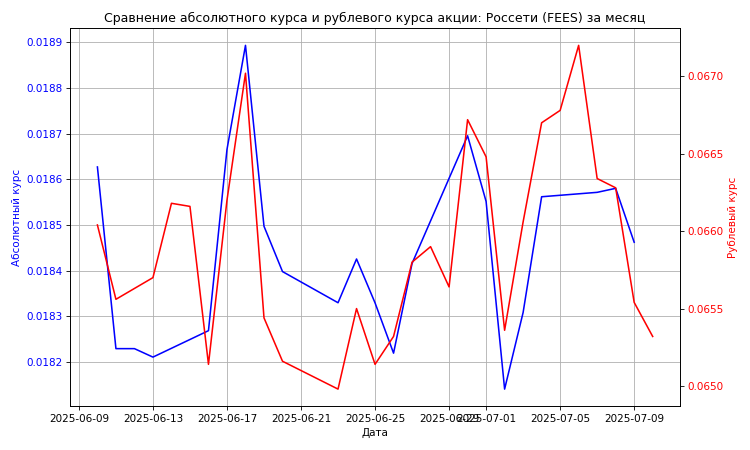 Сравнение абсолютного курса и рублевого курса акции: Россети (FEES) за месяц
Абсолютный курс
0.0189
0.0188
0.0187
0.0186
0.0185
0.0184
0.0183
0.0182
0.0670
0.0665
0.0660
0.0655
0.0650
Рублевый курс
2025-06-09 2025-06-13 2025-06-17 2025-06-21 2025-06-25 2025-06-29 2025-07-01 2025-07-05 2025-07-09
Дата